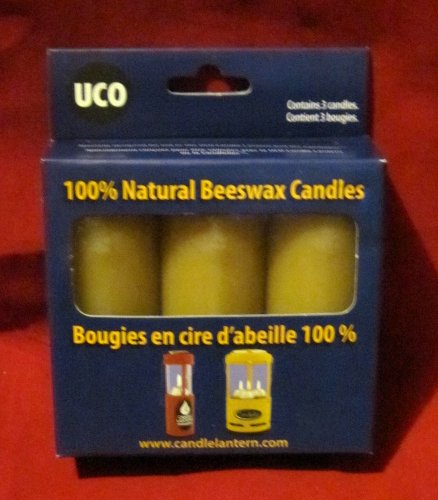 UCO
Contains 3 candles.
Contient 3 bougies.
100% Natural Beeswax Candles
Bougies en cire d'abeille 100 %
www.candlelantern.com